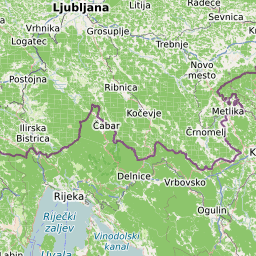 Ljubljana
Litija
Radeče
Sevnica
Vrhnika
Grosuplje
Logatec
Trebnje
Novo
mesto
Postojna
Ribnica
Kočevje
Metlika
Ilirska
Bistrica
Čabar
Črnomelj
Delnice
Vrbovsko
Rijeka
Riječki
zaljev
Ogulin
Vinodolski
kanal